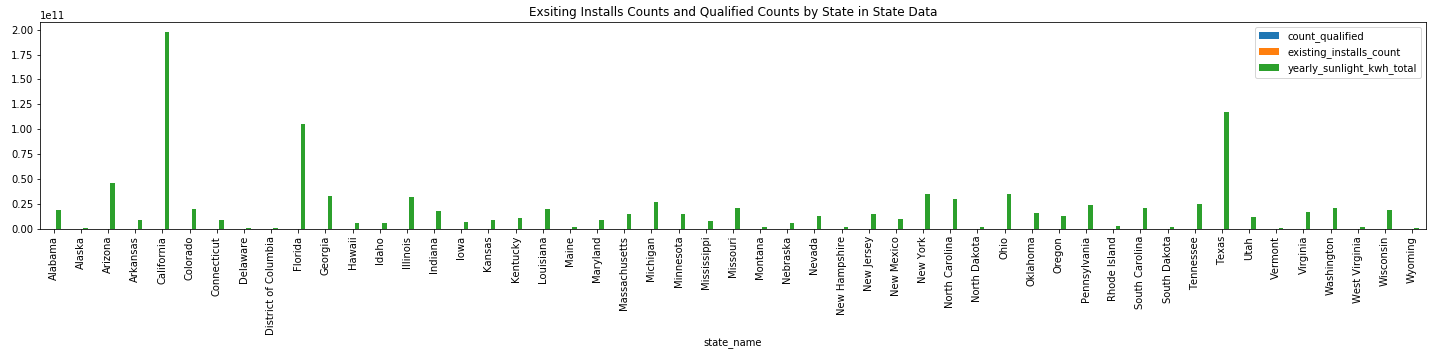 Exsiting Installs Counts and Qualified Counts by State in State Data
1e11
2.00
1.75
1.50
1.25
1.00
0.75
0.50
0.25
0.00
count_qualified
existing_installs_count
yearly_sunlight_kwh_total
Alabama
Alaska
Arizona
Arkansas
California
Colorado
Connecticut
Delaware
District of Columbia
Florida
Georgia
Hawaii
Idaho
Illinois
Indiana
Iowa
Kansas
Kentucky
Louisiana
Maine
Maryland
Massachusetts
Michigan
Minnesota
Mississippi
Missouri
Montana
Nebraska
Nevada
New Hampshire
New Jersey
New Mexico
New York
North Carolina
North Dakota
Ohio
Oklahoma
Oregon
Pennsylvania
Rhode Island
South Carolina
South Dakota
Tennessee
Texas
Utah
Vermont
Virginia
Washington
West Virginia
Wisconsin
Wyoming
state_name